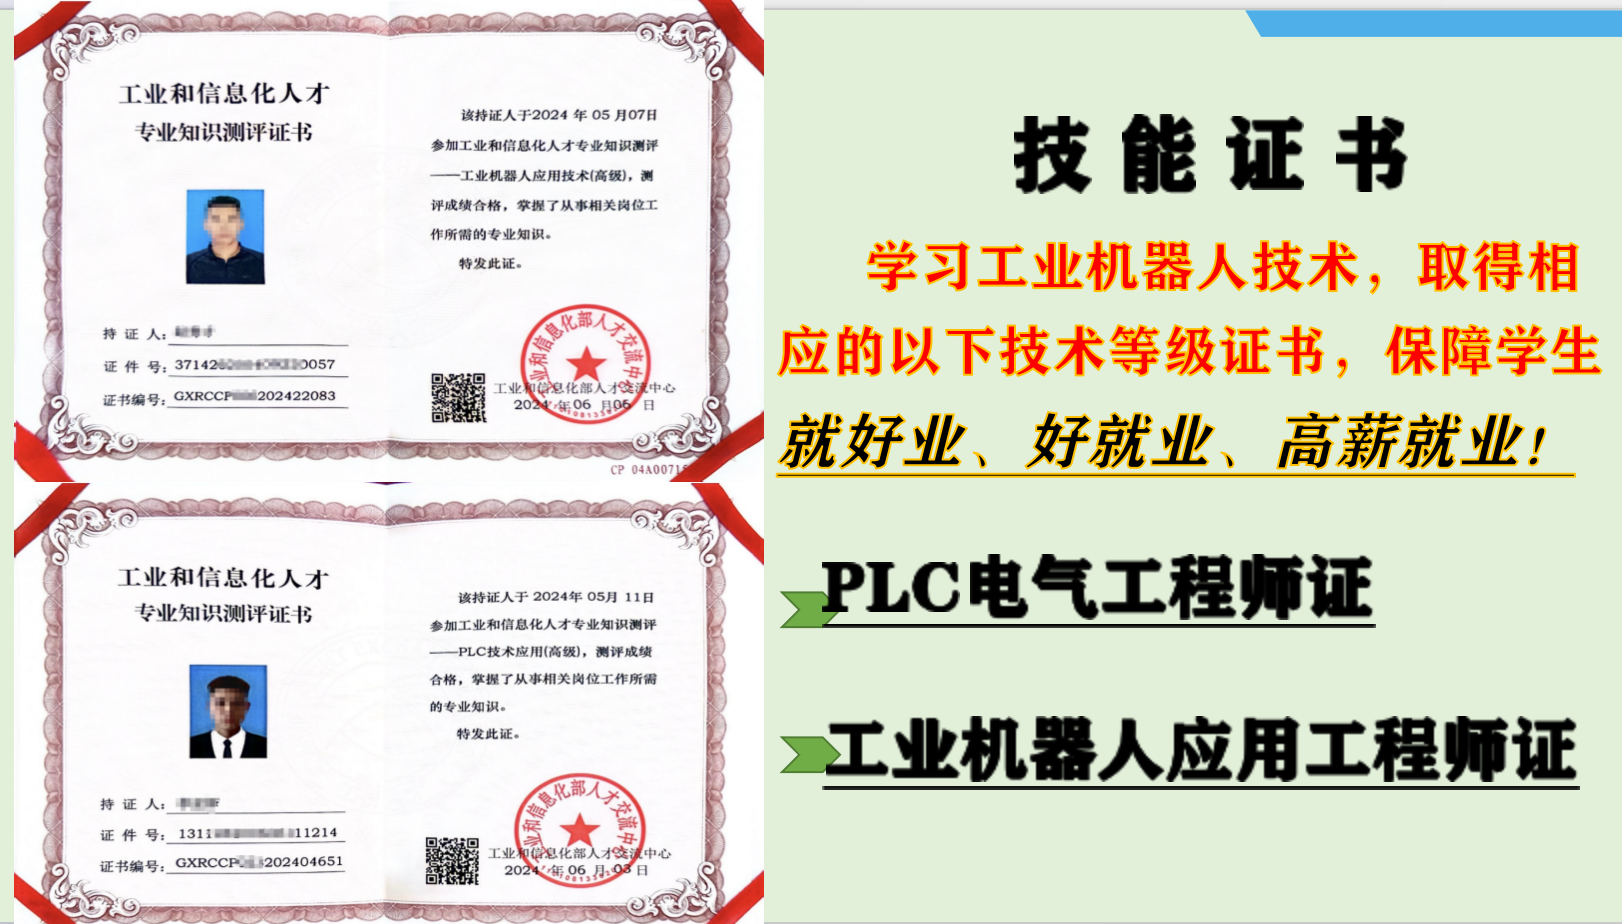 工业和信息化人才
专业知识测评证书
持 证 人：
证 件 号：37142 0057
证书编号：GXRCCP 202422083
该持证人于2024 年 05 月07日
参加工业和信息化人才专业知识测评
——工业机器人应用技术(高级)，测
评成绩合格，掌握了从事相关岗位工
作所需的专业知识。
特发此证。
工业和信息化部人才交流中心
工业和信息化部人才交流中心
2024 年 06 月 06 日
CP 04A0071
工业和信息化人才
专业知识测评证书
持 证 人：
证 件 号：1311 11214
证书编号：GXRCCP 202404651
该持证人于 2024年 05月 11日
参加工业和信息化人才专业知识测评
——PLC技术应用(高级)，测评成绩
合格，掌握了从事相关岗位工作所需
的专业知识。
特发此证。
工业和信息化部人才交流中心
工业和信息化部人才交流中心
2024 年 06 月 03 日
技能证书
学习工业机器人技术，取得相
应的以下技术等级证书，保障学生
就好业、好就业、高薪就业！
PLC电气工程师证
工业机器人应用工程师证